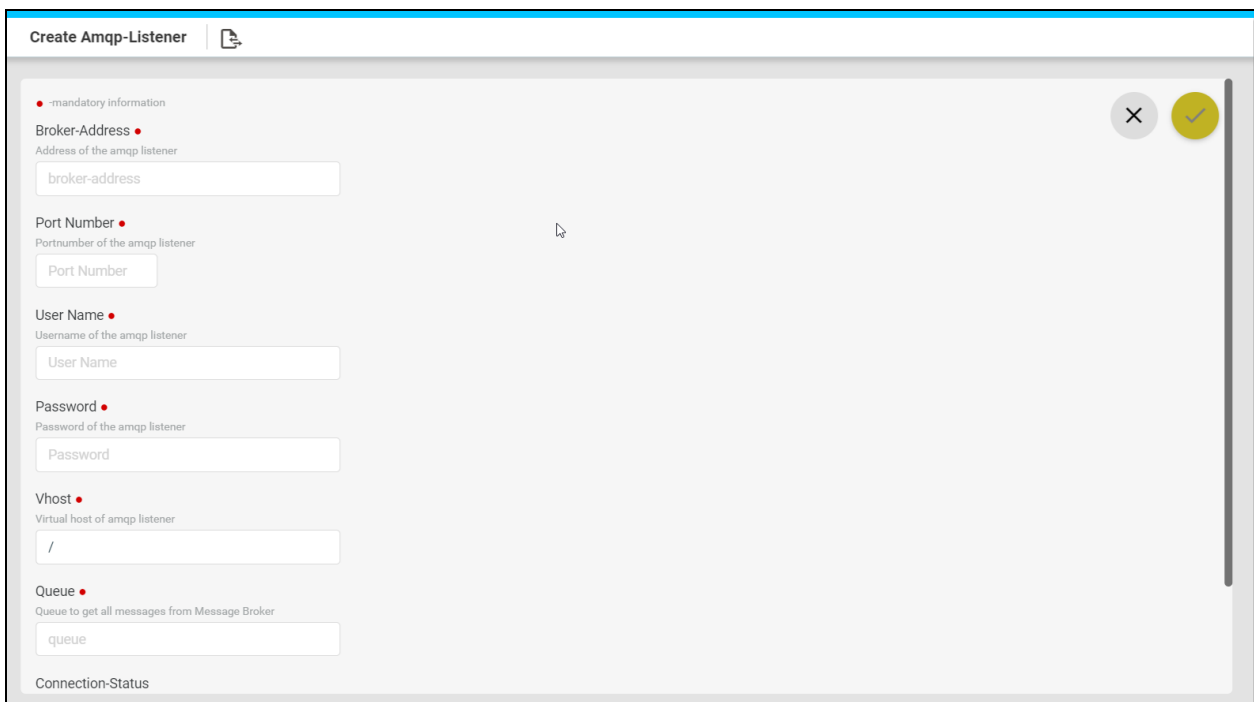 Create Amqp-Listener
-mandatory information
Broker-Address
Address of the amqp listener
broker-address
Port Number
Portnumber of the amqp listener
Port Number
User Name
Username of the amqp listener
User Name
Password
Password of the amqp listener
Password
Vhost
Virtual host of amqp listener
/
Queue
Queue to get all messages from Message Broker
queue
Connection-Status